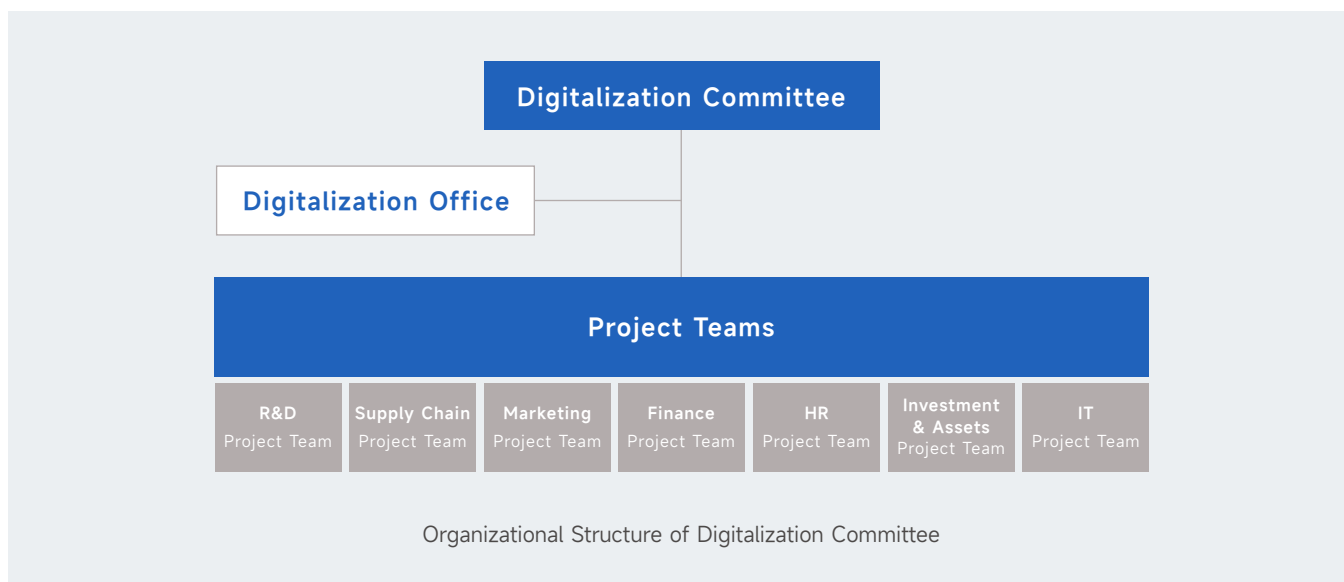 Digitalization Committee
Digitalization Office
Project Teams
R&D
Project Team
Supply Chain
Project Team
Marketing
Project Team
Finance
Project Team
HR
Project Team
Investment
& Assets
Project Team
IT
Project Team
Organizational Structure of Digitalization Committee